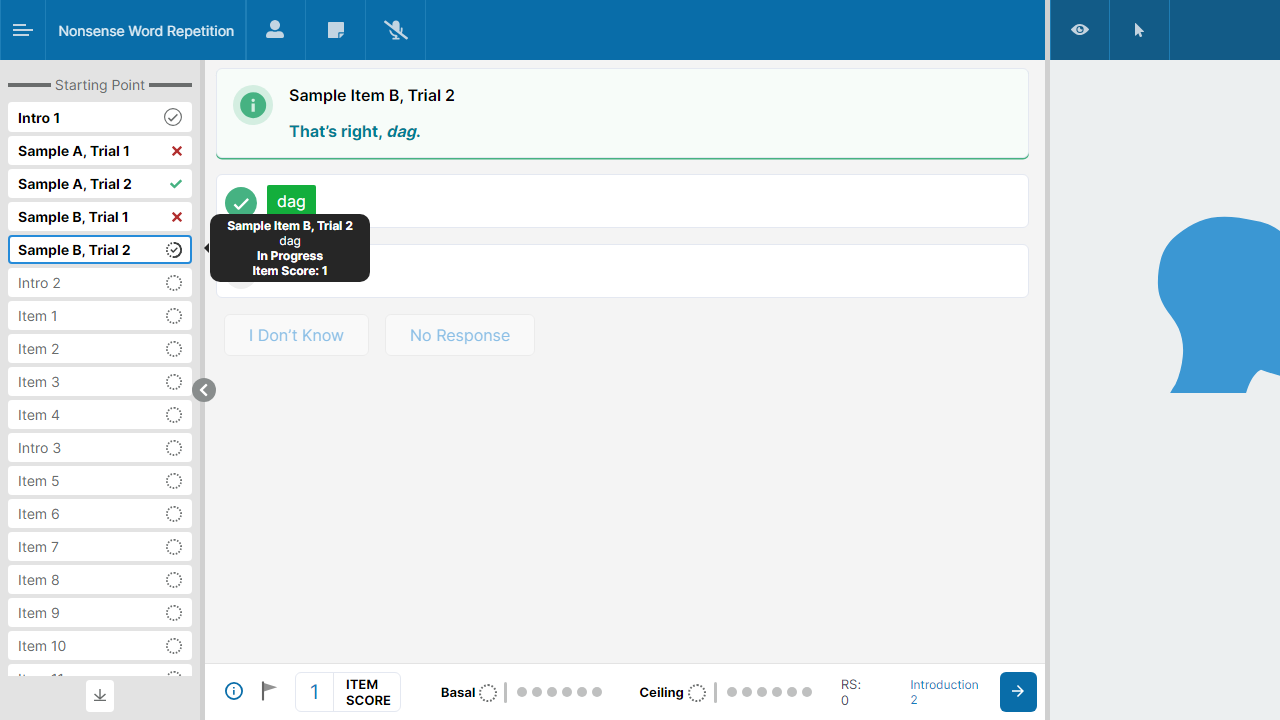 Nonsense Word Repetition
Starting Point
Intro 1
Sample A, Trial 1
Sample A, Trial 2
Sample B, Trial 1
Sample B, Trial 2
Intro 2
Item 1
Item 2
Item 3
Item 4
Intro 3
Item 5
Item 6
Item 7
Item 8
Item 9
Item 10
Sample Item B, Trial 2
That’s right, dag.
dag
Sample Item B, Trial 2
dag
In Progress
Item Score: 1
I Don’t Know
No Response
1
ITEM
SCORE
Basal
Ceiling
RS:
0
Introduction
2